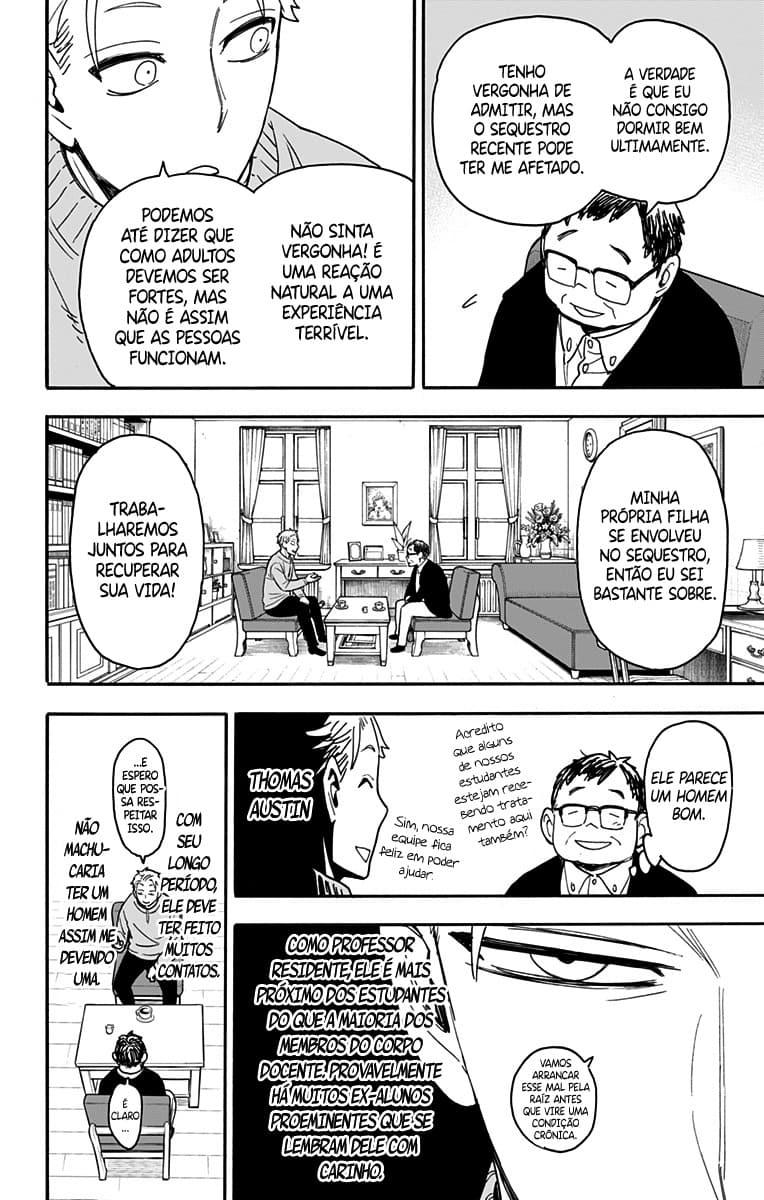 A VERDADE
É QUE EU
NÃO CONSIGO
DORMIR BEM
ULTIMAMENTE.
TENHO
VERGONHA DE
ADMITIR, MAS
O SEQUESTRO
RECENTE PODE
TER ME AFETADO.
NÃO SINTA
VERGONHA! É
UMA REAÇÃO
NATURAL A UMA
EXPERIÊNCIA
TERRÍVEL.
PODEMOS
ATÉ DIZER QUE
COMO ADULTOS
DEVEMOS SER
FORTES, MAS
NÃO É ASSIM
QUE AS PESSOAS
FUNCIONAM.
MINHA
PRÓPRIA FILHA
SE ENVOLVEU
NO SEQUESTRO,
ENTÃO EU SEI
BASTANTE SOBRE.
TRABA-
LHAREMOS
JUNTOS PARA
RECUPERAR
SUA VIDA!
ELE PARECE
UM HOMEM
BOM.
Acredito
que alguns
de nossos
estudantes
estejam rece-
bendo trata-
mento aqui
também?
Sim, nossa
equipe fica
feliz em poder
ajudar.
THOMAS
AUSTIN
COMO PROFESSOR
RESIDENTE, ELE É MAIS
PRÓXIMO DOS ESTUDANTES
DO QUE A MAIORIA DOS
MEMBROS DO CORPO
DOCENTE. PROVAVELMENTE
HÁ MUITOS EX-ALUNOS
PROEMINENTES QUE SE
LEMBRAM DELE COM
CARINHO.
VAMOS
ARRANCAR
ESSE MAL PELA
RAÍZ ANTES
QUE VIRE UMA
CONDIÇÃO
CRÔNICA.
...E
ESPERO
QUE POS-
SA RES-
PEITAR
ISSO.
COM
SEU
LONGO
PERÍODO,
ELE DEVE
TER FEITO
MUITOS
CONTATOS.
NÃO
MACHU-
CARIA
TER UM
HOMEM
ASSIM ME
DEVENDO
UMA.
É
CLARO
...